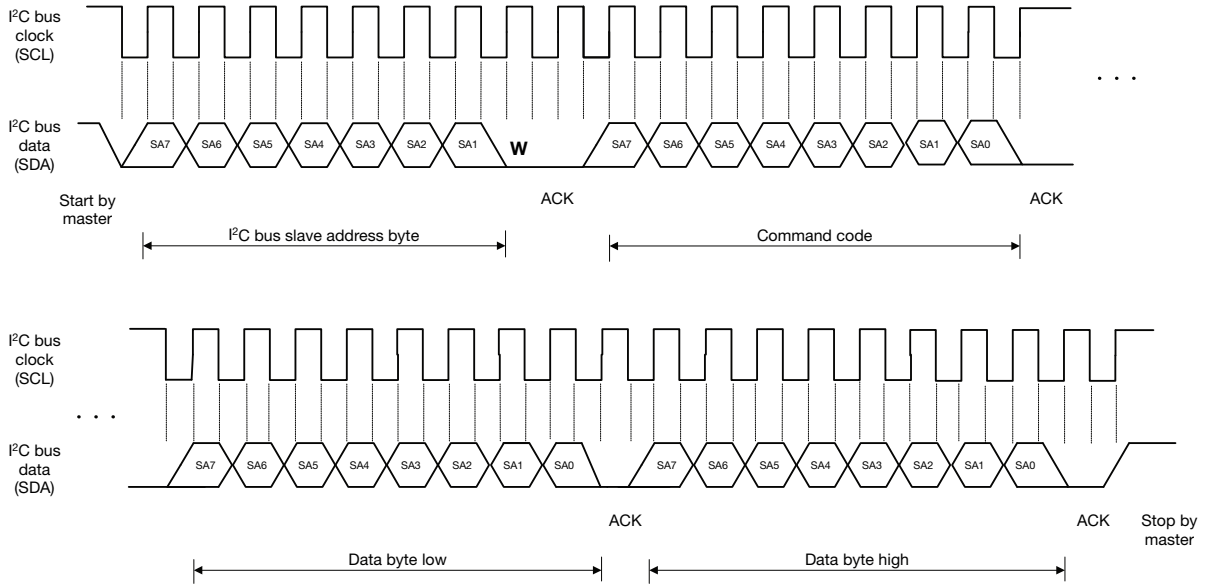 I²C bus
clock
(SCL)
. . .
I²C bus
data
(SDA)
SA7 SA6 SA5 SA4 SA3 SA2 SA1 W SA7 SA6 SA5 SA4 SA3 SA2 SA1 SA0
Start by
master
ACK
ACK
I²C bus slave address byte
Command code
I²C bus
clock
(SCL)
. . .
I²C bus
data
(SDA)
SA7 SA6 SA5 SA4 SA3 SA2 SA1 SA0 SA7 SA6 SA5 SA4 SA3 SA2 SA1 SA0
ACK
ACK
Stop by
master
Data byte low
Data byte high